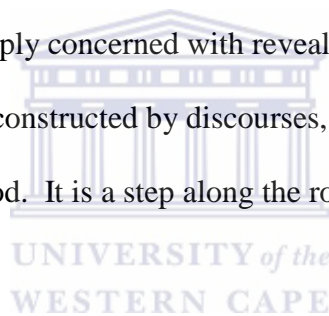 ply concerned with reveal
constructed by discourses,
od. It is a step along the ro
UNIVERSITY of the
WESTERN CAPE